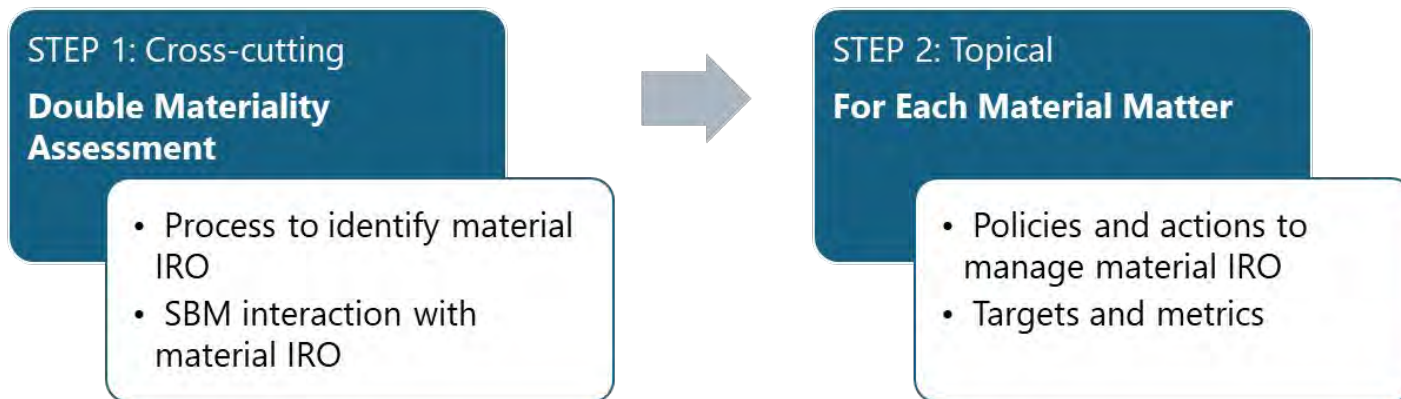 STEP 1: Cross-cutting
Double Materiality
Assessment
• Process to identify material
IRO
• SBM interaction with
material IRO
STEP 2: Topical
For Each Material Matter
• Policies and actions to
manage material IRO
• Targets and metrics